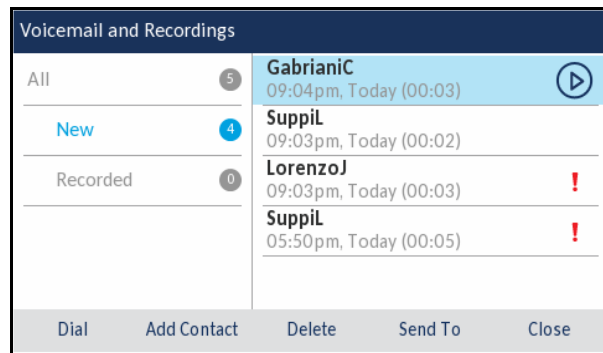 Voicemail and Recordings
All 5
New 4
Recorded 0
GabrianiC
09:04pm, Today (00:03)
SuppiL
09:03pm, Today (00:02)
LorenzoJ
09:03pm, Today (00:03)
!
SuppiL
05:50pm, Today (00:05)
!
Dial Add Contact Delete Send To Close